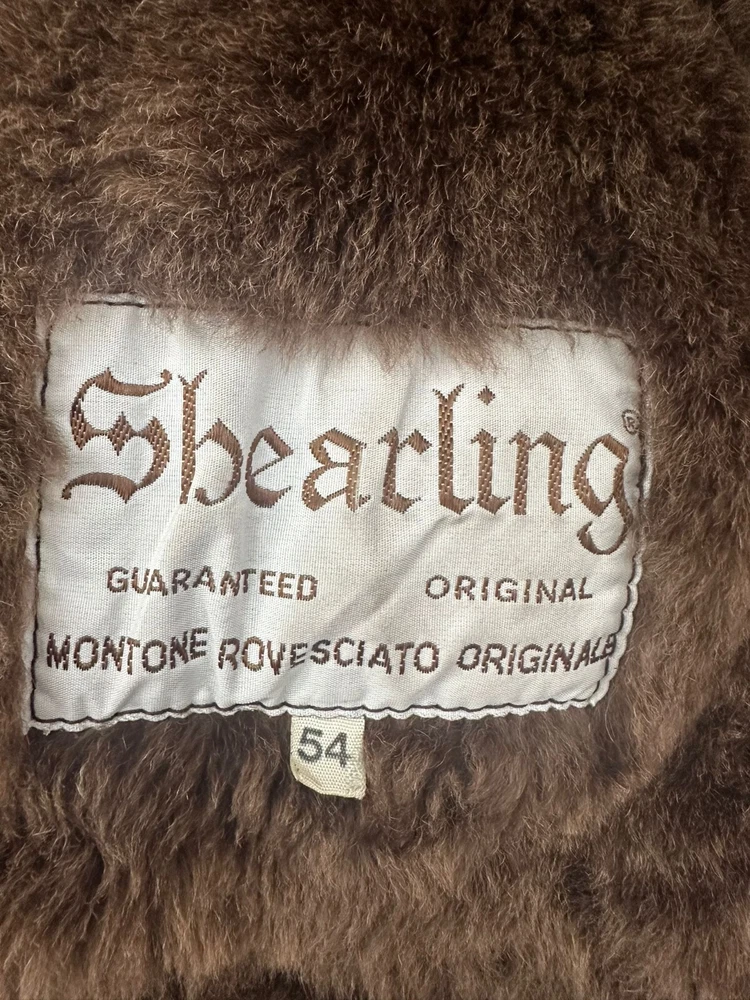 Shearling®
GUARANTEED ORIGINAL
MONTONE ROVESCIATO ORIGINALE
54